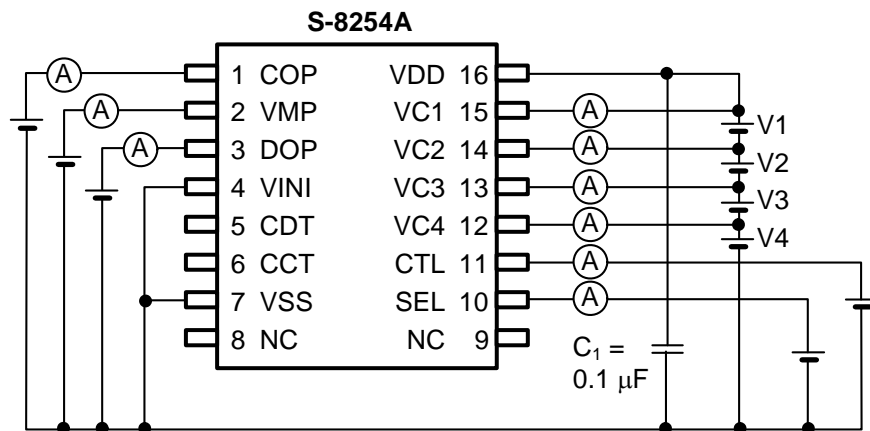 S-8254A
A 1 COP VDD 16
A 2 VMP VC1 15 A V1
A 3 DOP VC2 14 A V2
4 VINI VC3 13 A V3
5 CDT VC4 12 A V4
6 CCT CTL 11 A
7 VSS SEL 10 A
8 NC NC 9 C1 =
0.1 μF